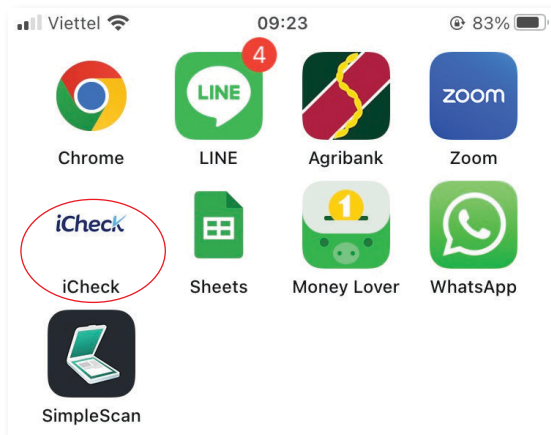 Viettel 09:23 83%
4
LINE zoom
Chrome LINE Agribank Zoom
iCheck 1
iCheck Sheets Money Lover WhatsApp
SimpleScan